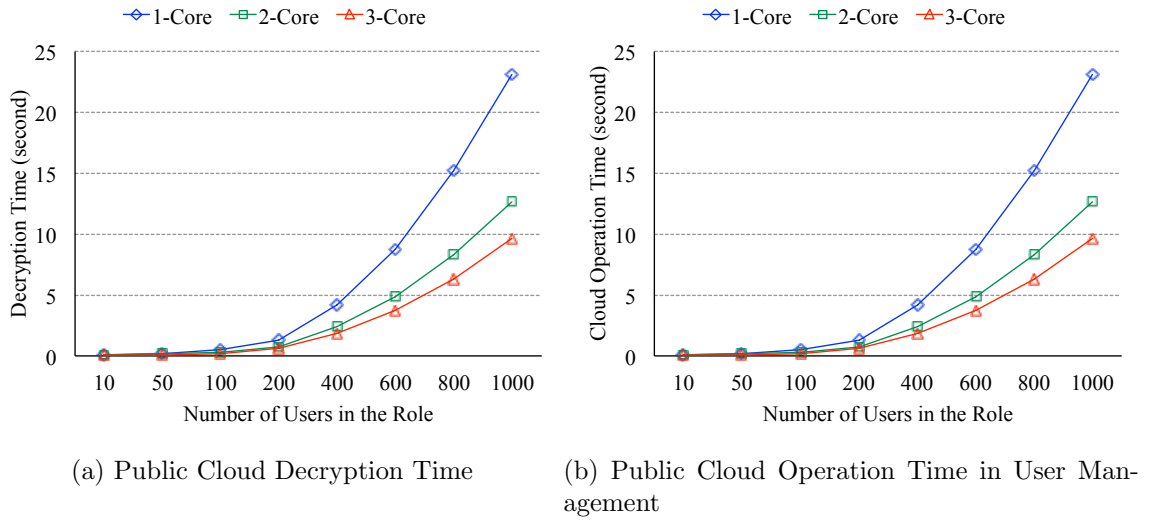 1-Core 2-Core 3-Core
Decryption Time (second)
25
20
15
10
5
0
10 50 100 200 400 600 800 1000
Number of Users in the Role
(a) Public Cloud Decryption Time
1-Core 2-Core 3-Core
Cloud Operation Time (second)
25
20
15
10
5
0
10 50 100 200 400 600 800 1000
Number of Users in the Role
(b) Public Cloud Operation Time in User Man-
agement